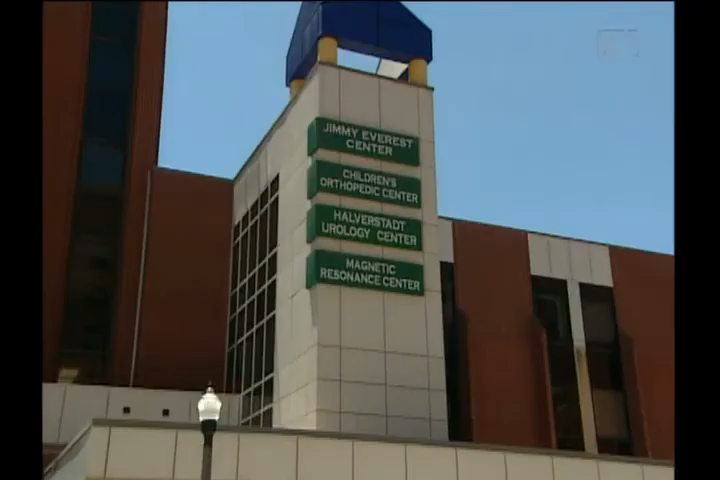 JIMMY EVEREST
CENTER
CHILDREN'S
ORTHOPEDIC CENTER
HALVERSTADT
UROLOGY CENTER
MAGNETIC
RESONANCE CENTER